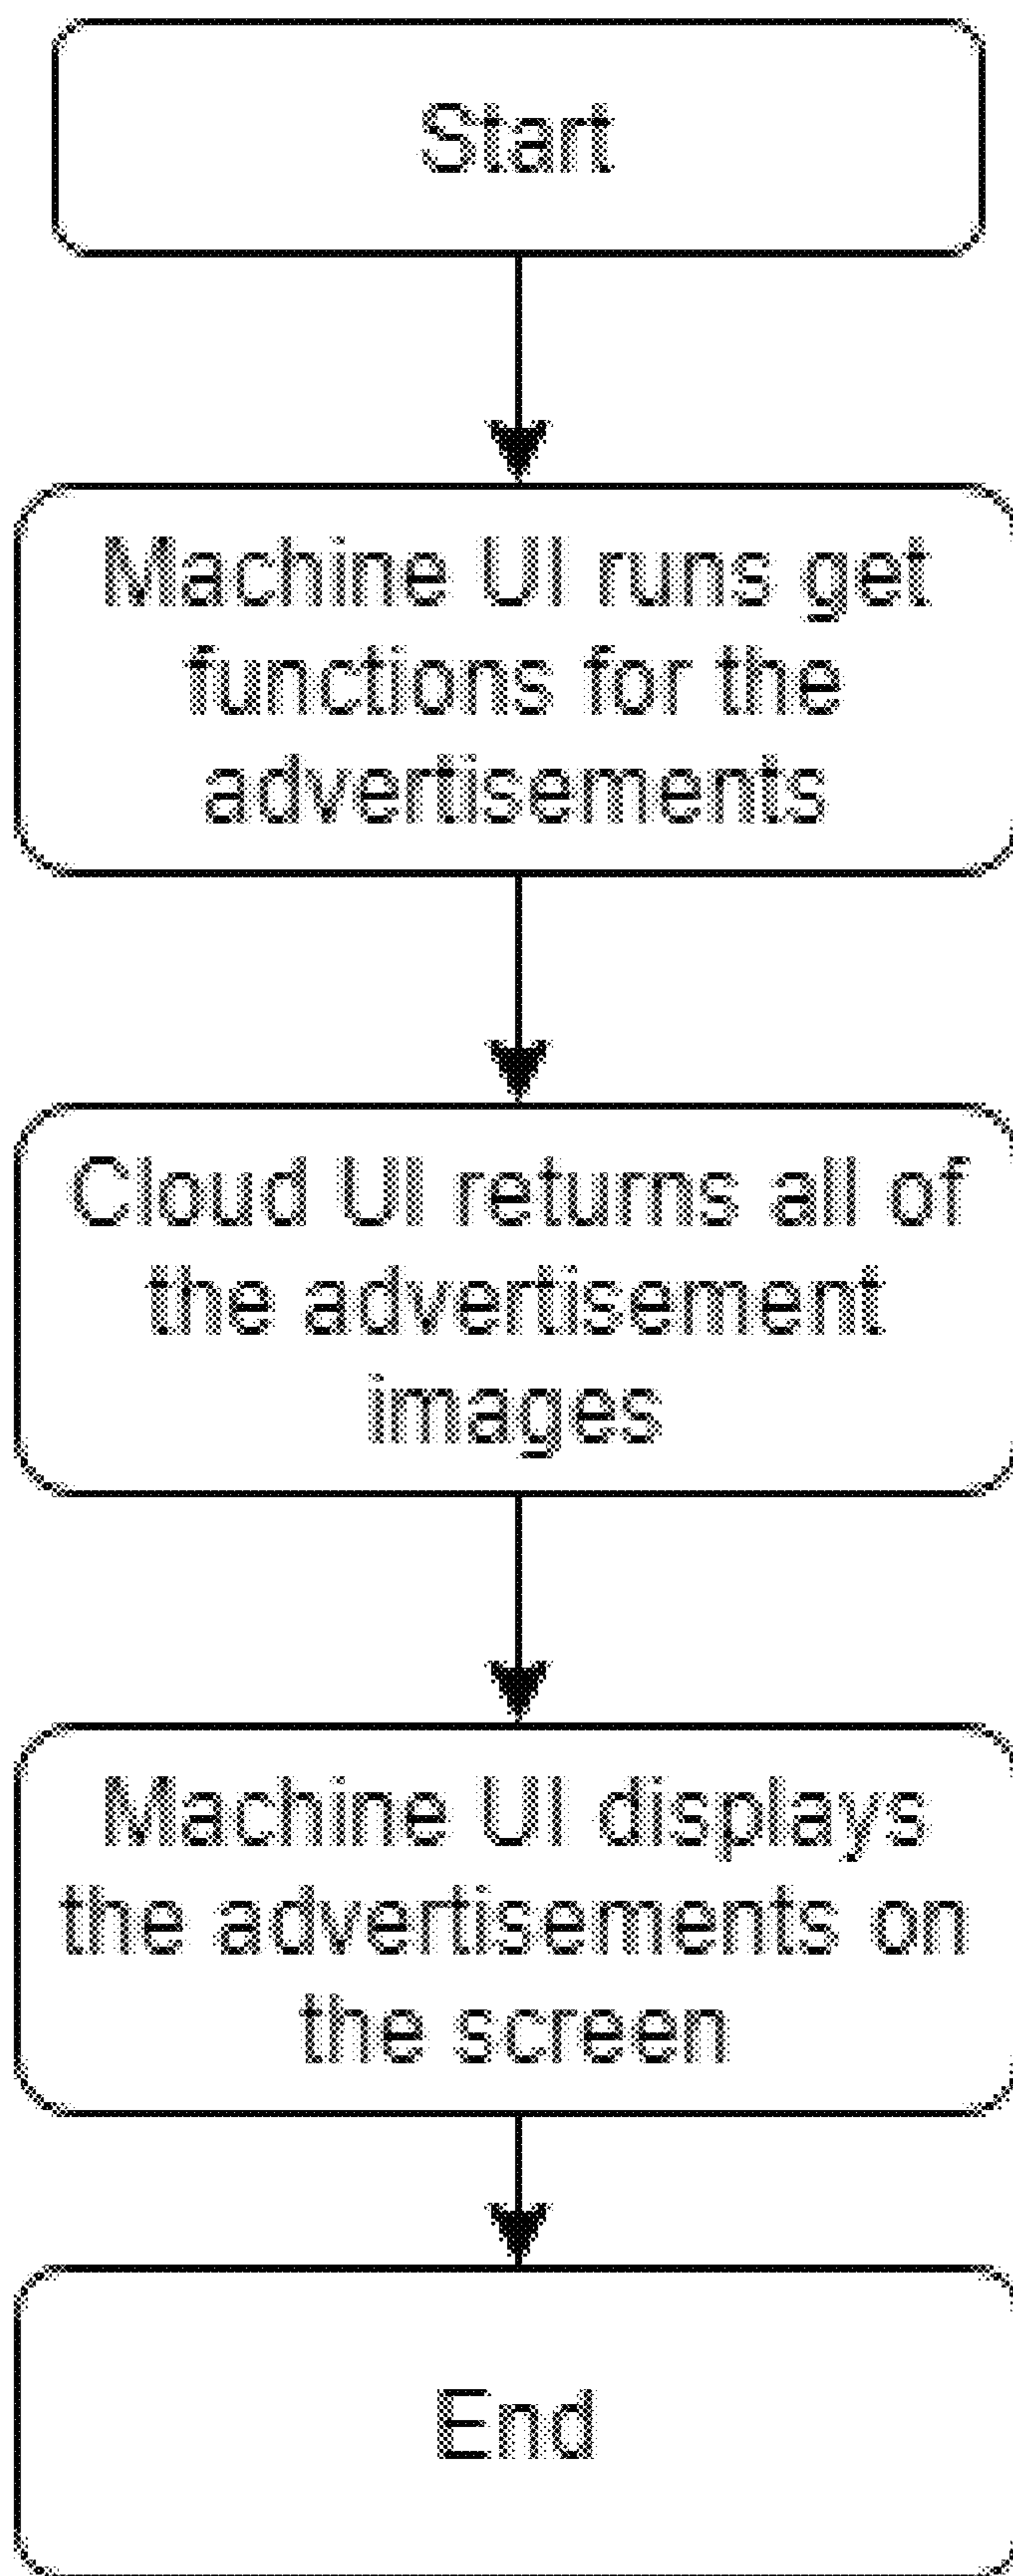 Start
Machine UI runs get
functions for the
advertisements
Cloud UI returns all of
the advertisement
images
Machine UI displays
the advertisements on
the screen
End